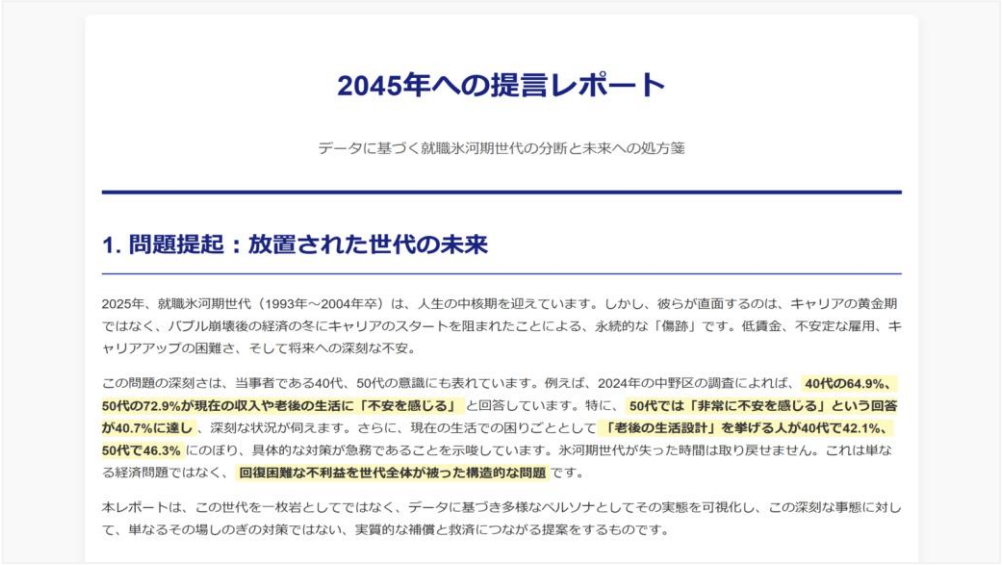 2045年への提言レポート
データに基づく就職氷河期世代の分断と未来への処方箋
1. 問題提起：放置された世代の未来
2025年、就職氷河期世代（1993年～2004年卒）は、人生の中核期を迎えています。しかし、彼らが直面するのは、キャリアの黄金期
ではなく、バブル崩壊後の経済の冬にキャリアのスタートを阻まれたことによる、永続的な「傷跡」です。低賃金、不安定な雇用、キ
ャリアアップの困難さ、そして将来への深刻な不安。
この問題の深刻さは、当事者である40代、50代の意識にも表れています。例えば、2024年の中野区の調査によれば、40代の64.9%、
50代の72.9%が現在の収入や老後の生活に「不安を感じる」と回答しています。特に、50代では「非常に不安を感じる」という回答
が40.7%に達し、深刻な状況が伺えます。さらに、現在の生活での困りごととして「老後の生活設計」を挙げる人が40代で42.1%、
50代で46.3%にのぼり、具体的な対策が急務であることを示唆しています。氷河期世代が失った時間は取り戻せません。これは単な
る経済問題ではなく、回復困難な不利益を世代全体が被った構造的な問題です。
本レポートは、この世代を一枚岩としてではなく、データに基づき多様なペルソナとしてその実態を可視化し、この深刻な事態に対し
て、単なるその場しのぎの対策ではない、実質的な補償と救済につながる提案をするものです。